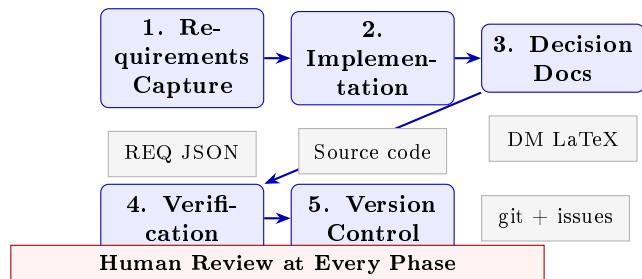 1. Re-
quirements
Capture
2.
Implemen-
tation
3. Decision
Docs
REQ JSON
Source code
DM LaTeX
4. Verifi-
cation
5. Version
Control
git + issues
Human Review at Every Phase